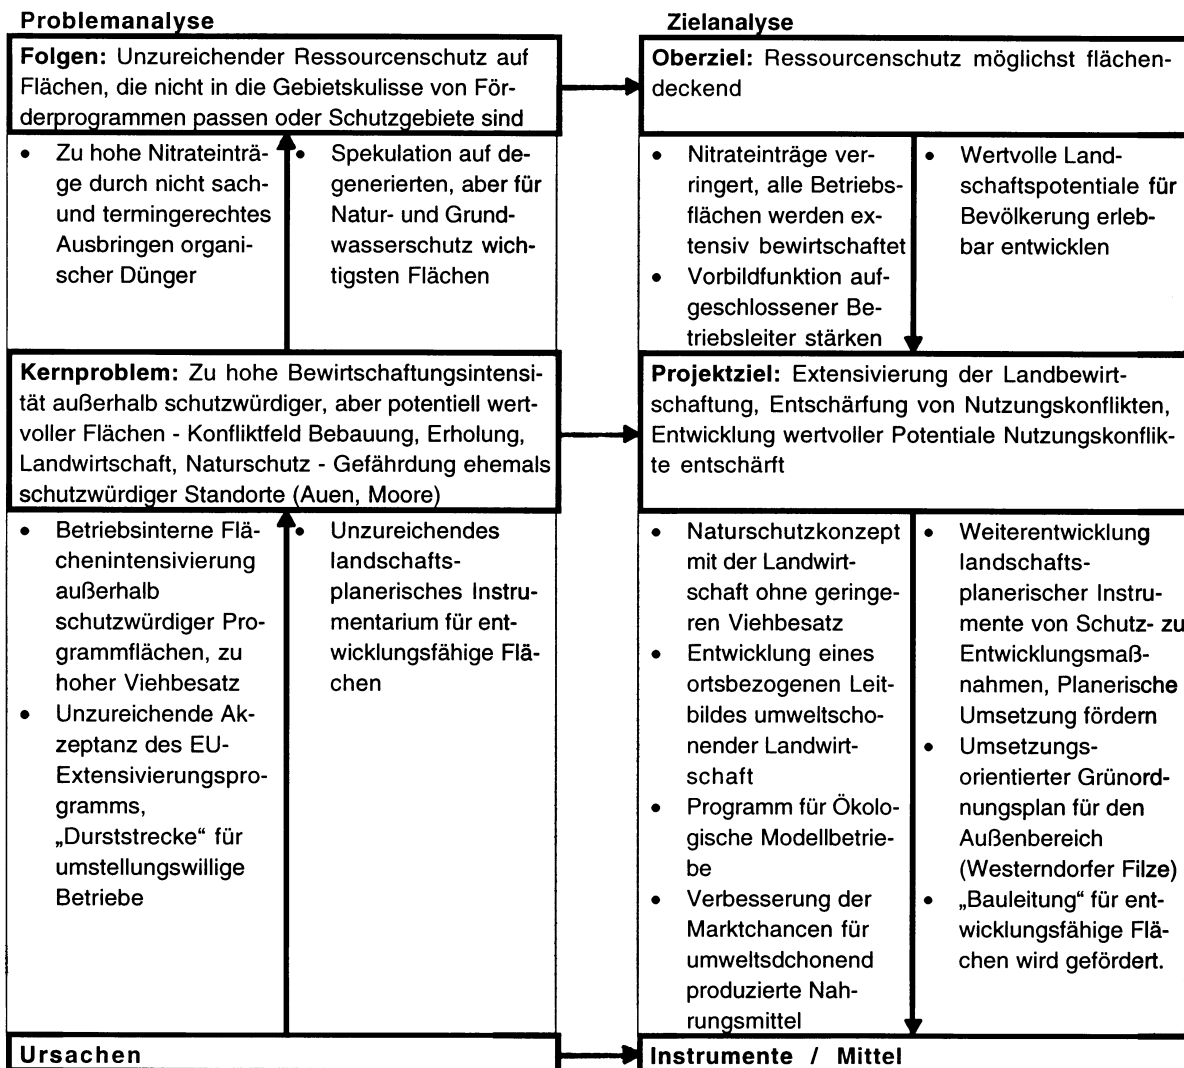 Problemanalyse
Folgen: Unzureichender Ressourcenschutz auf
Flächen, die nicht in die Gebietskulisse von För-
derprogrammen passen oder Schutzgebiete sind
• Zu hohe Nitrateinträ-
ge durch nicht sach-
und termingerechtes
Ausbringen organi-
scher Dünger
• Spekulation auf de-
generierten, aber für
Natur- und Grund-
wasserschutz wich-
tigsten Flächen
Kernproblem: Zu hohe Bewirtschaftungsintensi-
tät außerhalb schutzwürdiger, aber potentiell wert-
voller Flächen - Konfliktfeld Bebauung, Erholung,
Landwirtschaft, Naturschutz - Gefährdung ehemals
schutzwürdiger Standorte (Auen, Moore)
• Betriebsinterne Flä-
chenintensivierung
außerhalb
schutzwürdiger Pro-
grammflächen, zu
hoher Viehbesatz
• Unzureichende Ak-
zeptanz des EU-
Extensivierungspro-
gramms,
„Durststrecke“ für
umstellungswillige
Betriebe
• Unzureichendes
landschafts-
planerisches Instru-
mentarium für ent-
wicklungsfähige Flä-
chen
Ursachen
Zielanalyse
Oberziel: Ressourcenschutz möglichst flächen-
deckend
• Nitrateinträge ver-
ringert, alle Betriebs-
flächen werden ex-
tensiv bewirtschaftet
• Vorbildfunktion auf-
geschlossener Be-
triebsleiter stärken
• Wertvolle Land-
schaftspotentiale für
Bevölkerung erleb-
bar entwicklen
Projektziel: Extensivierung der Landbewirt-
schaftung, Entschärfung von Nutzungskonflikten,
Entwicklung wertvoller Potentiale Nutzungskonflik-
te entschärft
• Naturschutzkonzept
mit der Landwirt-
schaft ohne geringe-
ren Viehbesatz
• Entwicklung eines
ortsbezogenen Leit-
bildes umweltscho-
nender Landwirt-
schaft
• Programm für Ökolo-
gische Modellbetrie-
be
• Verbesserung der
Marktchancen für
umweltsdchonend
produzierte Nah-
rungsmittel
• Weiterentwicklung
landschafts-
planerischer Instru-
mente von Schutz- zu
Entwicklungsmaß-
nahmen, Planerische
Umsetzung fördern
• Umsetzungs-
orientierter Grünord-
nungsplan für den
Außenbereich
(Westerndorfer Filze)
• „Bauleitung“ für ent-
wicklungsfähige Flä-
chen wird gefördert.
Instrumente / Mittel